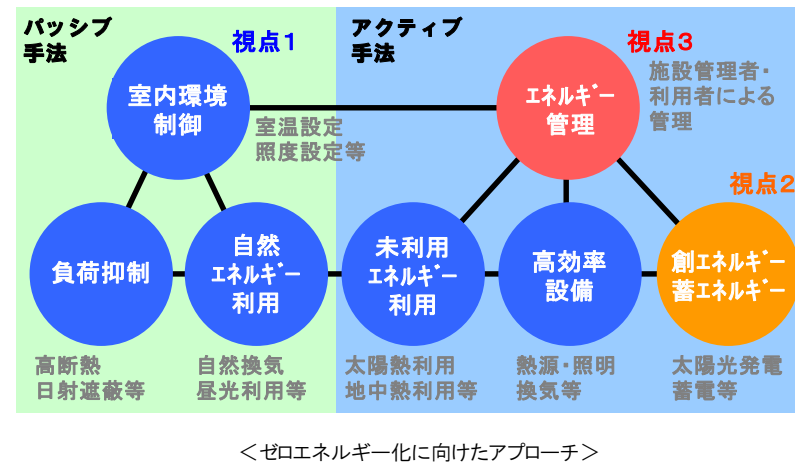 パッシブ
手法
視点1
アクティブ
手法
視点3
室内環境
制御
室温設定
照度設定等
エネルギー
管理
施設管理者・
利用者による
管理
視点2
負荷抑制
自然
エネルギー
利用
未利用
エネルギー
利用
高効率
設備
創エネルギー
蓄エネルギー
高断熱
日射遮蔽等
自然換気
昼光利用等
太陽熱利用
地中熱利用等
熱源・照明
換気等
太陽光発電
蓄電等
＜ゼロエネルギー化に向けたアプローチ＞